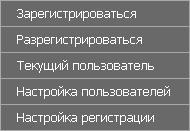 Зарегистрироваться
Разрегистрироваться
Текущий пользователь
Настройка пользователей
Настройка регистрации